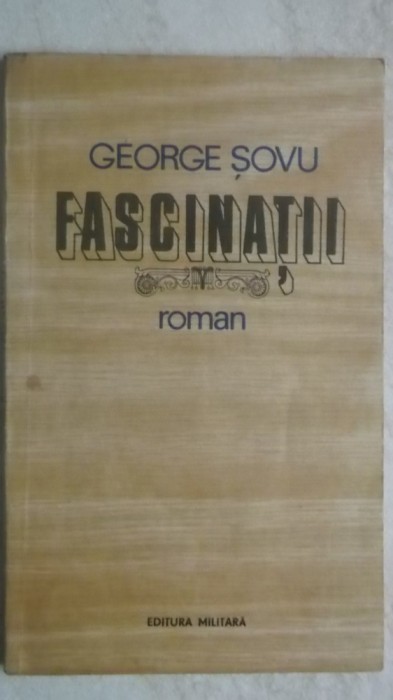 GEORGE ȘOVU
FASCINAȚII
roman
EDITURA MILITARĂ